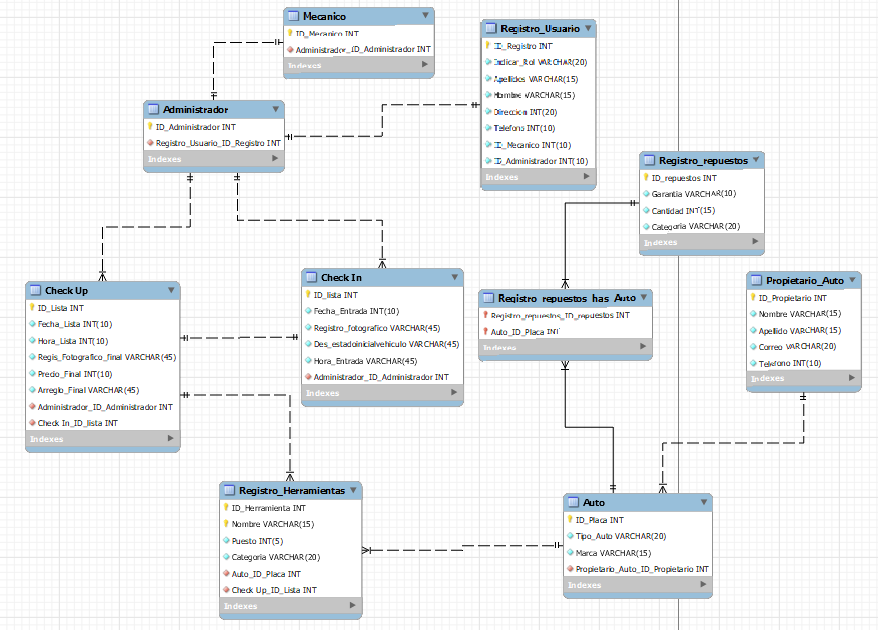 Mecanico
ID_Mecanico INT
Administrador_ID_Administrador INT
Indexes
Registro_Usuario
ID_Registro INT
Indicar_Rol VARCHAR(20)
Apellidos VARCHAR(15)
Nombre VARCHAR(15)
Direccion INT(20)
Telefono INT(10)
ID_Mecanico INT(10)
ID_Administrador INT(10)
Indexes
Administrador
ID_Administrador INT
Registro_Usuario_ID_Registro INT
Indexes
Registro_repuestos
ID_repuestos INT
Garantia VARCHAR(10)
Cantidad INT(15)
Categoria VARCHAR(20)
Indexes
Check Up
ID_Lista INT
Fecha_Lista INT(10)
Hora_Lista INT(10)
Regis_Fotografico_final VARCHAR(45)
Precio_Final INT(10)
Arreglo_Final VARCHAR(45)
Administrador_ID_Administrador INT
Check In_ID_lista INT
Indexes
Check In
ID_lista INT
Fecha_Entrada INT(10)
Registro_fotografico VARCHAR(45)
Des_estadoinicialvehiculo VARCHAR(45)
Hora_Entrada VARCHAR(45)
Administrador_ID_Administrador INT
Indexes
Registro_repuestos_has_Auto
Registro_repuestos_ID_repuestos INT
Auto_ID_Placa INT
Indexes
Propietario_Auto
ID_Propietario INT
Nombre VARCHAR(15)
Apellido VARCHAR(15)
Correo VARCHAR(20)
Telefono INT(10)
Indexes
Registro_Herramientas
ID_Herramienta INT
Nombre VARCHAR(15)
Puesto INT(5)
Categoria VARCHAR(20)
Auto_ID_Placa INT
Check Up_ID_Lista INT
Indexes
Auto
ID_Placa INT
Tipo_Auto VARCHAR(20)
Marca VARCHAR(15)
Propietario_Auto_ID_Propietario INT
Indexes